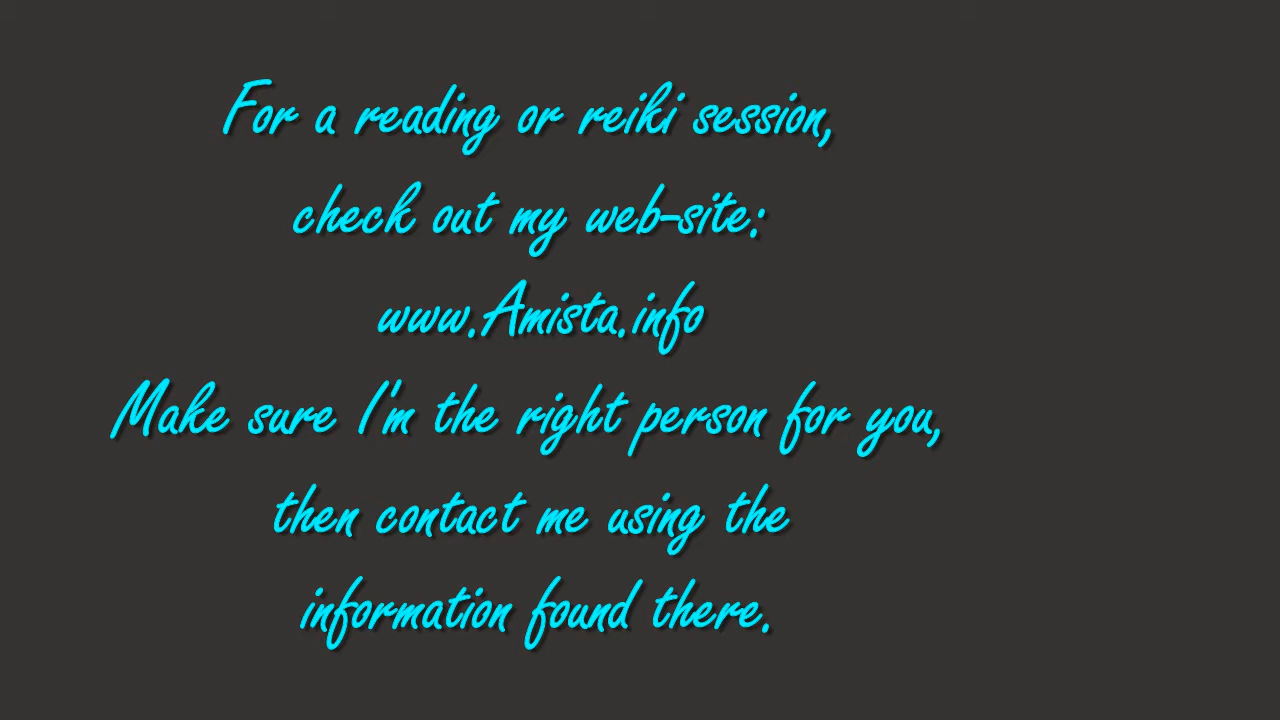 For a reading or reiki session,
check out my web-site:
www.Amista.info
Make sure I'm the right person for you,
then contact me using the
information found there.